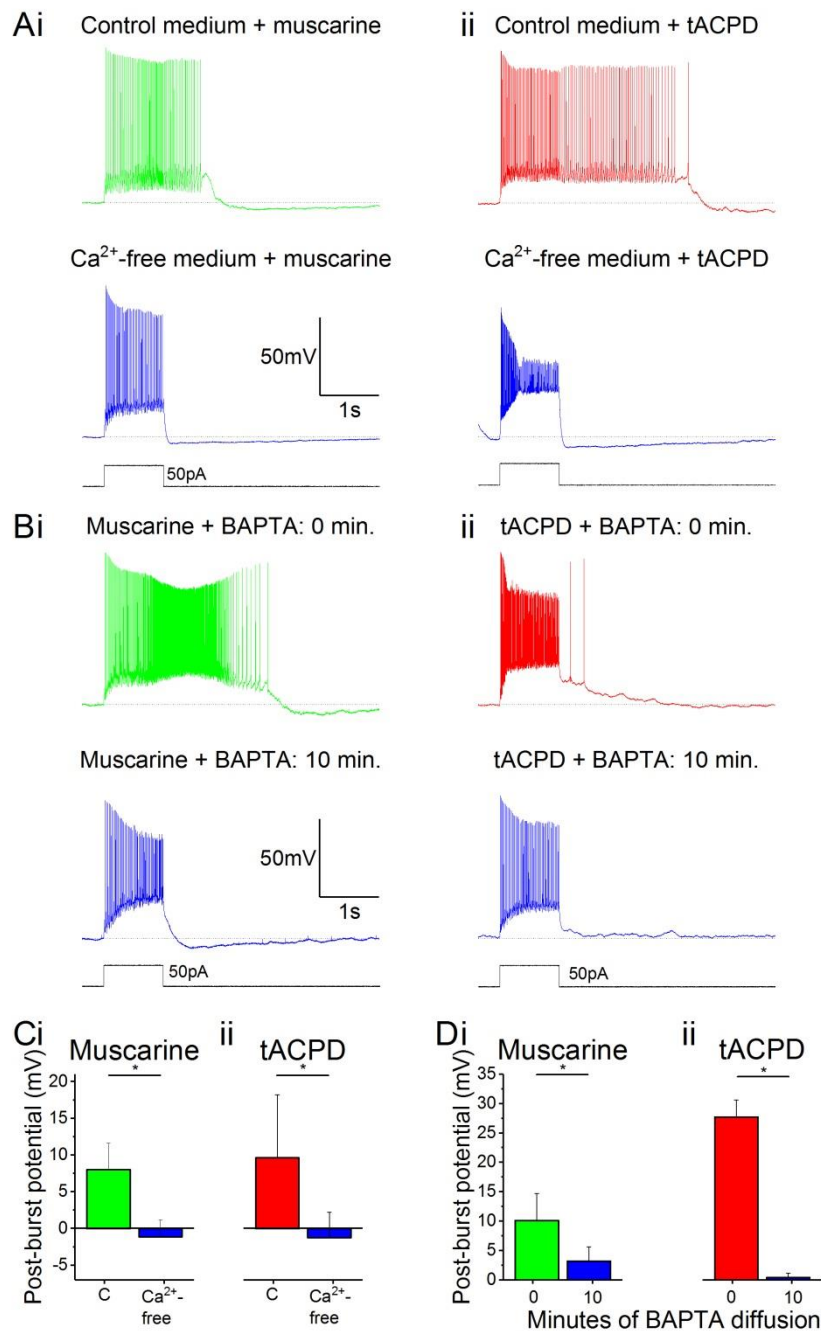 Ai Control medium + muscarine ii Control medium + tACPD
Ca²⁺-free medium + muscarine Ca²⁺-free medium + tACPD
50mV
1s
50pA
Bi Muscarine + BAPTA: 0 min. ii tACPD + BAPTA: 0 min.
Muscarine + BAPTA: 10 min. tACPD + BAPTA: 10 min.
50mV
1s
50pA 50pA
Ci Muscarine ii tACPD Di Muscarine ii tACPD
Post-burst potential (mV)
20
15
10
5
0
-5
* *
C Ca²⁺-free C Ca²⁺-free
Post-burst potential (mV)
35
30
25
20
15
10
5
0
* *
0 10 0 10
Minutes of BAPTA diffusion